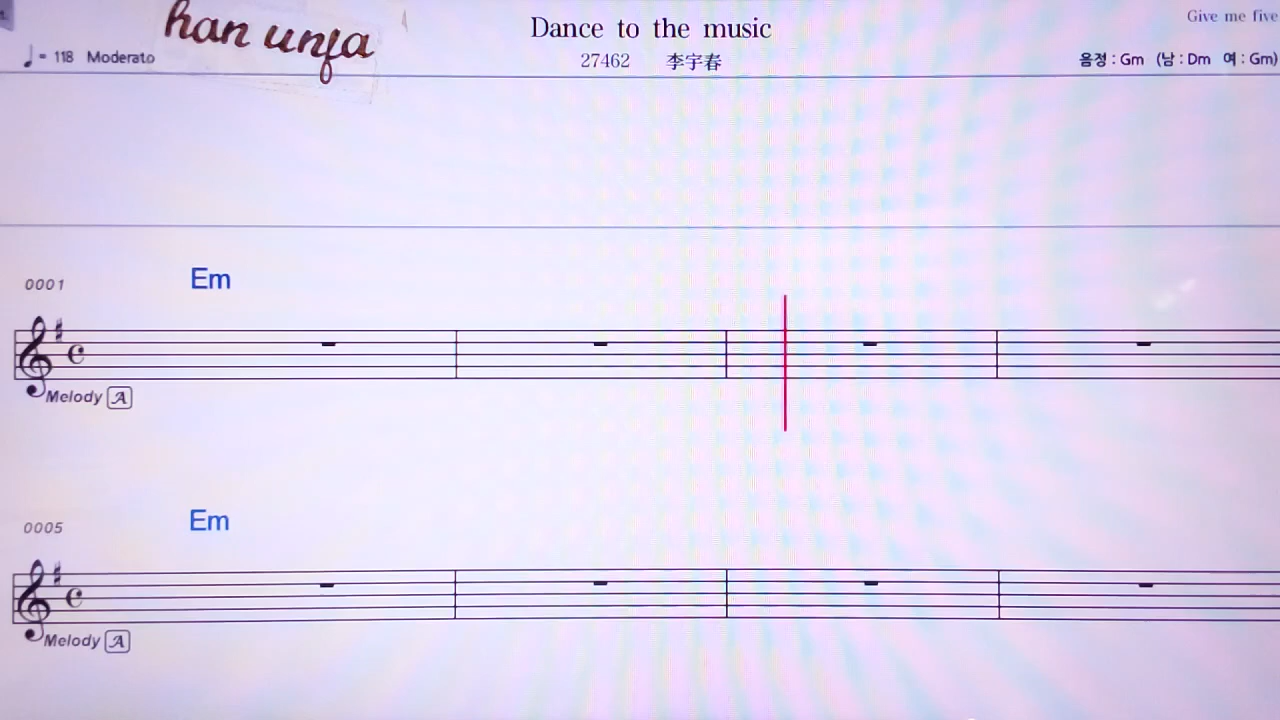 han unfa
Dance to the music
Give me five
♩= 118 Moderato
27462 李宇春
음정 : Gm (남 : Dm 여 : Gm)
0001
Em
Melody A
0005
Em
Melody A